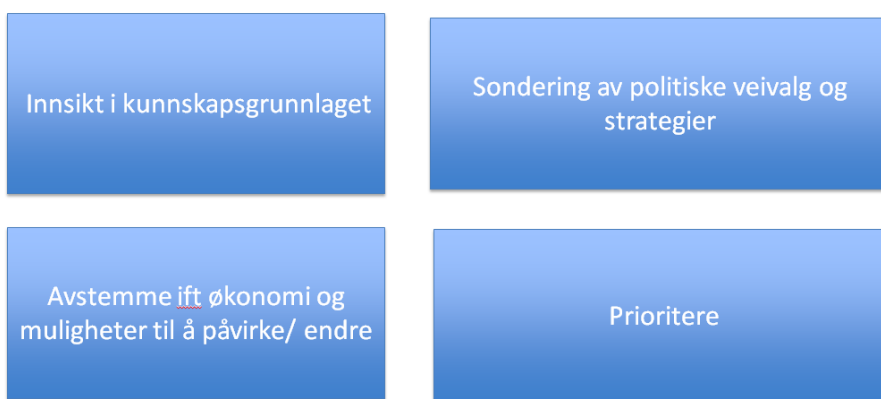 Innsikt i kunnskapsgrunnlaget
Sondering av politiske veivalg og
strategier
Avstemme ift økonomi og
muligheter til å påvirke/ endre
Prioritere